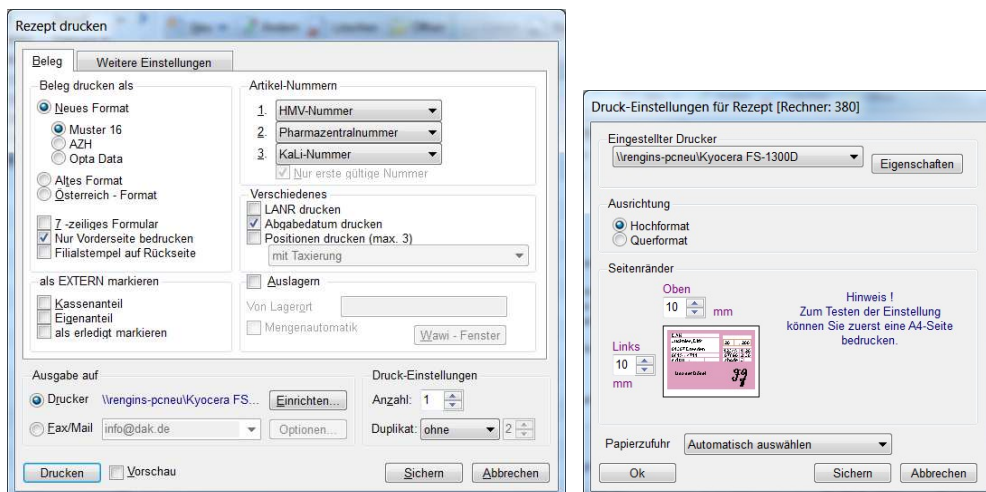 Rezept drucken
Beleg
Weitere Einstellungen
Beleg drucken als
Neues Format
Muster 16
AZH
Opta Data
Altes Format
Österreich - Format
7 -zeiliges Formular
Nur Vorderseite bedrucken
Filialstempel auf Rückseite
als EXTERN markieren
Kassenanteil
Eigenanteil
als erledigt markieren
Artikel-Nummern
1. HMV-Nummer
2. Pharmazentralnummer
3. KaLi-Nummer
Nur erste gültige Nummer
Verschiedenes
LANR drucken
Abgabedatum drucken
Positionen drucken (max. 3)
mit Taxierung
Auslagern
Von Lagerort
Mengenautomatik
Wawi - Fenster
Ausgabe auf
Drucker \\rengins-pcneu\Kyocera FS... Einrichten...
Fax/Mail info@dak.de Optionen...
Druck-Einstellungen
Anzahl: 1
Duplikat: ohne 2
Drucken Vorschau Sichern Abbrechen
Druck-Einstellungen für Rezept [Rechner: 380]
Eingestellter Drucker
\\rengins-pcneu\Kyocera FS-1300D Eigenschaften
Ausrichtung
Hochformat
Querformat
Seitenränder
Oben
10 mm
Links
10
mm
Hinweis !
Zum Testen der Einstellung
können Sie zuerst eine A4-Seite
bedrucken.
Papierzufuhr Automatisch auswählen
Ok Sichern Abbrechen